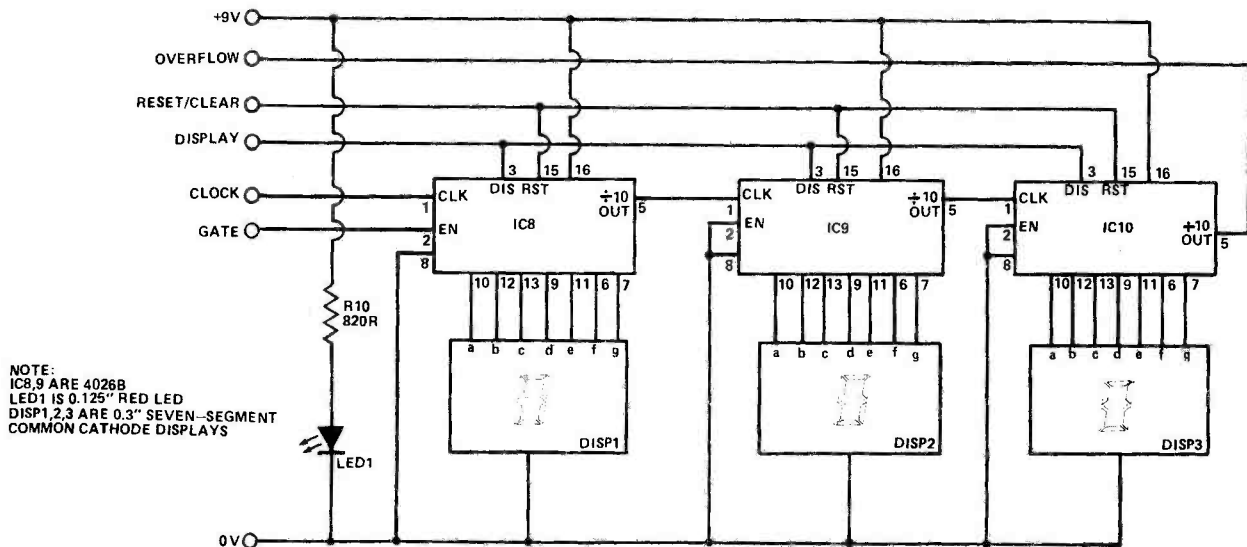 +9V
OVERFLOW
RESET/CLEAR
DISPLAY
CLOCK
GATE
3 15 16
DIS RST
CLK
1
EN
2
8
IC8
÷10
OUT
5
10 12 13 9 11 6 7
a b c d e f g
DISP1
3 15 16
DIS RST
CLK
1
EN
2
8
IC9
÷10
OUT
5
10 12 13 9 11 6 7
a b c d e f g
DISP2
3 15 16
DIS RST
CLK
1
EN
2
8
IC10
+10
OUT
5
10 12 13 9 11 6 7
a b c d e f g
DISP3
R10
820R
LED1
NOTE:
IC8,9 ARE 4026B
LED1 IS 0.125" RED LED
DISP1,2,3 ARE 0.3" SEVEN–SEGMENT
COMMON CATHODE DISPLAYS
0V